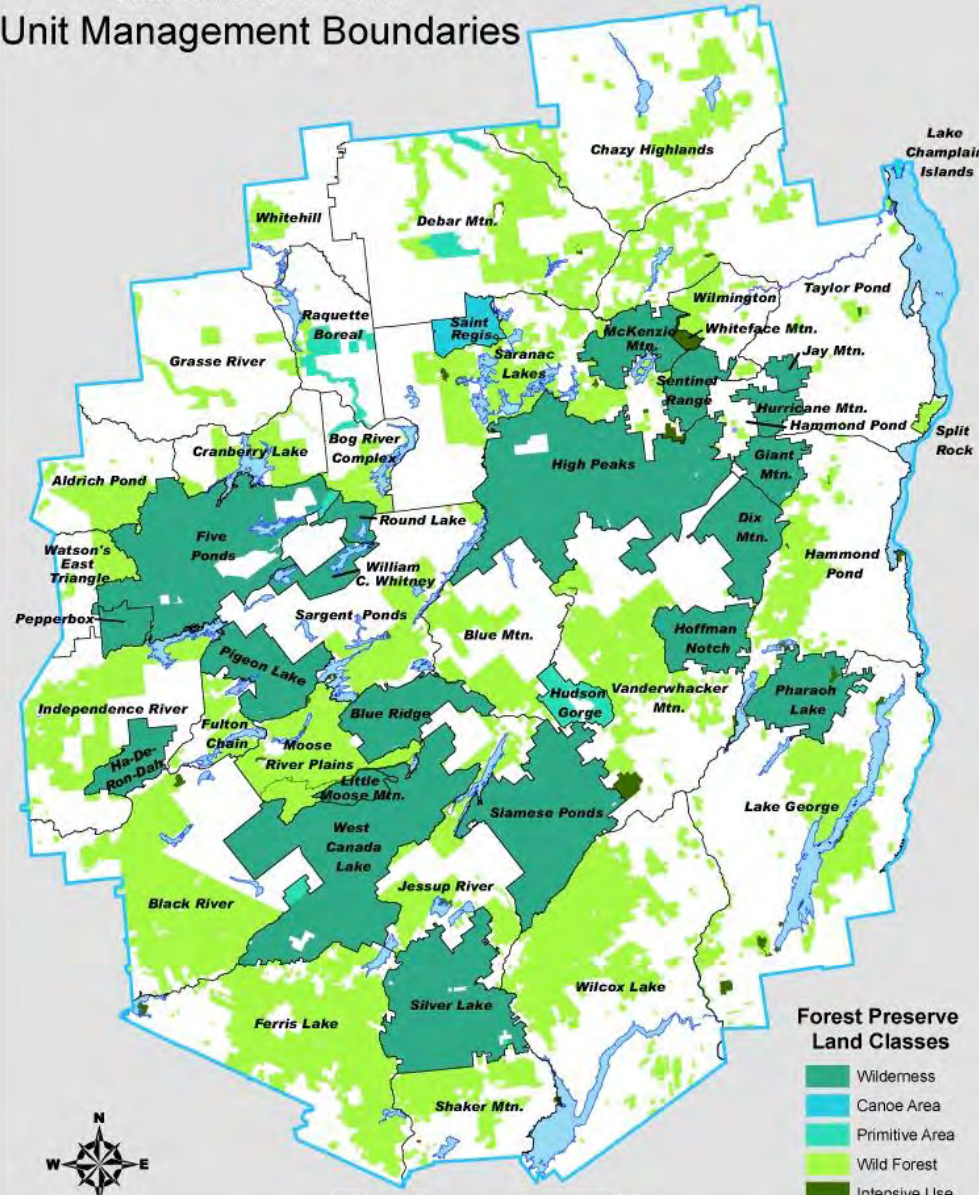 Unit Management Boundaries
Chazy Highlands
Lake
Champlain
Islands
Whitehill
Debar Mtn.
Taylor Pond
Wilmington
Raquette
Boreal
Saint
Regis
McKenzie
Mtn.
Whiteface Mtn.
Jay Mtn.
Grasse River
Saranac
Lakes
Sentinel
Range
Hurricane Mtn.
Hammond Pond
Split
Rock
Bog River
Complex
Cranberry Lake
High Peaks
Giant
Mtn.
Aldrich Pond
Round Lake
Dix
Mtn.
Five
Ponds
Watson's
East
Triangle
William
C. Whitney
Hammond
Pond
Pepperbox
Sargent Ponds
Blue Mtn.
Hoffman
Notch
Pigeon Lake
Hudson
Gorge
Vanderwhacker
Mtn.
Pharaoh
Lake
Independence River
Blue Ridge
Fulton
Chain
Moose
River Plains
Ha-De-
Ron-Dah
Little
Moose Mtn.
Siamese Ponds
Lake George
West
Canada
Lake
Jessup River
Black River
Wilcox Lake
Silver Lake
Ferris Lake
Shaker Mtn.
Forest Preserve
Land Classes
Wilderness
Canoe Area
Primitive Area
Wild Forest
Intensive Use
N
W E